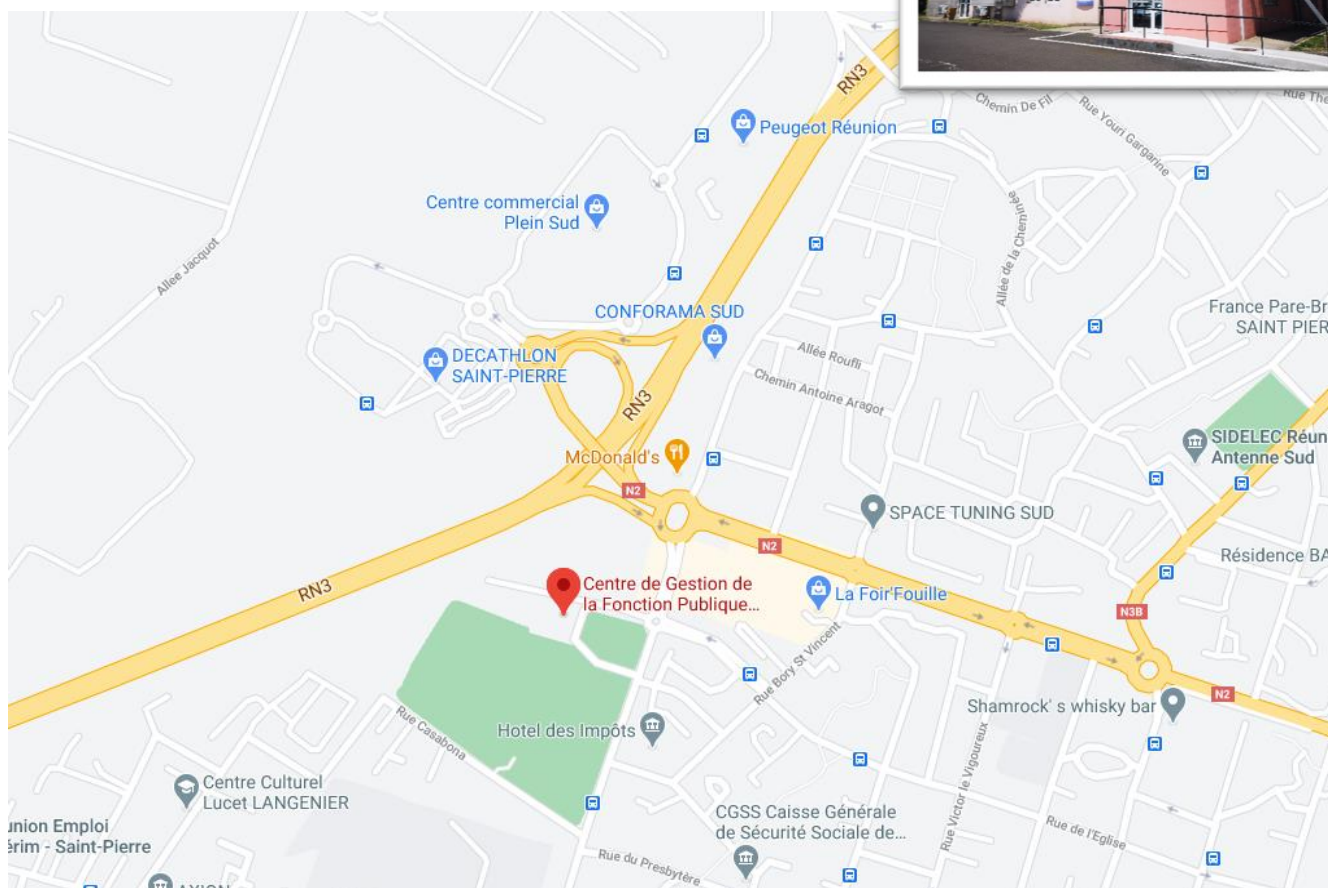 RN3
Chemin De Fil
Rue The
Rue Youri Gargarine
Peugeot Réunion
Centre commercial
Plein Sud
Allee Jacquot
Allée de la Cheminée
CONFORAMA SUD
France Pare-Br
SAINT PIER
DECATHLON
SAINT-PIERRE
Allée Roufli
Chemin Antoine Aragot
RN3
McDonald's
SIDELEC Réun
Antenne Sud
N2
SPACE TUNING SUD
N2
Résidence BA
RN3
Centre de Gestion de
la Fonction Publique...
La Foir'Fouille
N3B
Rue Bory St Vincent
N2
Shamrock' s whisky bar
Rue Casabona
Hotel des Impôts
Rue Victor le Vigoureux
Centre Culturel
Lucet LANGENIER
CGSS Caisse Générale
de Sécurité Sociale de...
Rue de l'Eglise
union Emploi
érim - Saint-Pierre
Rue du Presbytère
AXION